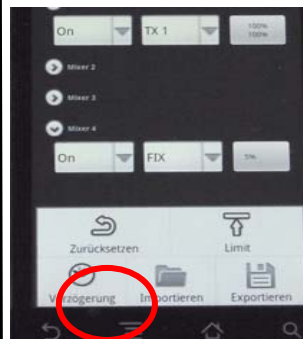 On TX 1 100%
100%
Mixer 2
Mixer 3
Mixer 4
On FIX 5%
Zurücksetzen Limit
Verzögerung Importieren Exportieren